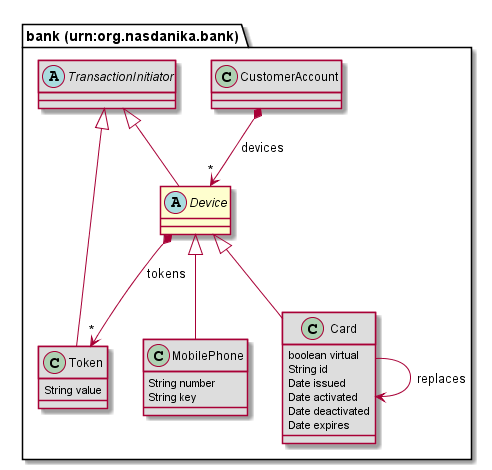 bank (urn:org.nasdanika.bank)
A TransactionInitiator
C CustomerAccount
devices
*
A Device
tokens
*
C Token
String value
C MobilePhone
String number
String key
C Card
boolean virtual
String id
Date issued
Date activated
Date deactivated
Date expires
replaces